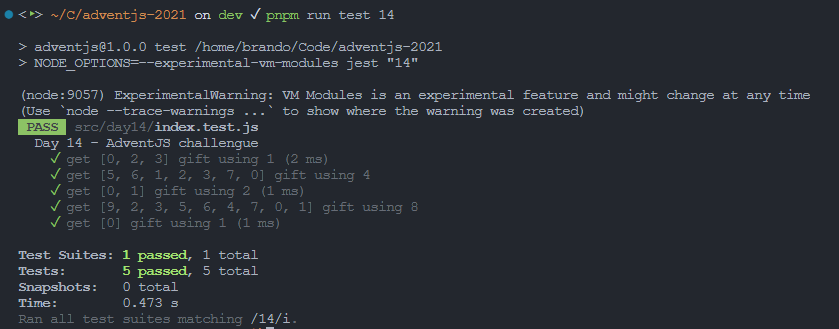 ~/C/adventjs-2021 on dev ✓ pnpm run test 14
> adventjs@1.0.0 test /home/brando/Code/adventjs-2021
> NODE_OPTIONS=--experimental-vm-modules jest "14"
(node:9057) ExperimentalWarning: VM Modules is an experimental feature and might change at any time
(Use `node --trace-warnings ...` to show where the warning was created)
PASS src/day14/index.test.js
Day 14 - AdventJS challengue
✓ get [0, 2, 3] gift using 1 (2 ms)
✓ get [5, 6, 1, 2, 3, 7, 0] gift using 4
✓ get [0, 1] gift using 2 (1 ms)
✓ get [9, 2, 3, 5, 6, 4, 7, 0, 1] gift using 8
✓ get [0] gift using 1 (1 ms)
Test Suites: 1 passed, 1 total
Tests: 5 passed, 5 total
Snapshots: 0 total
Time: 0.473 s
Ran all test suites matching /14/i.